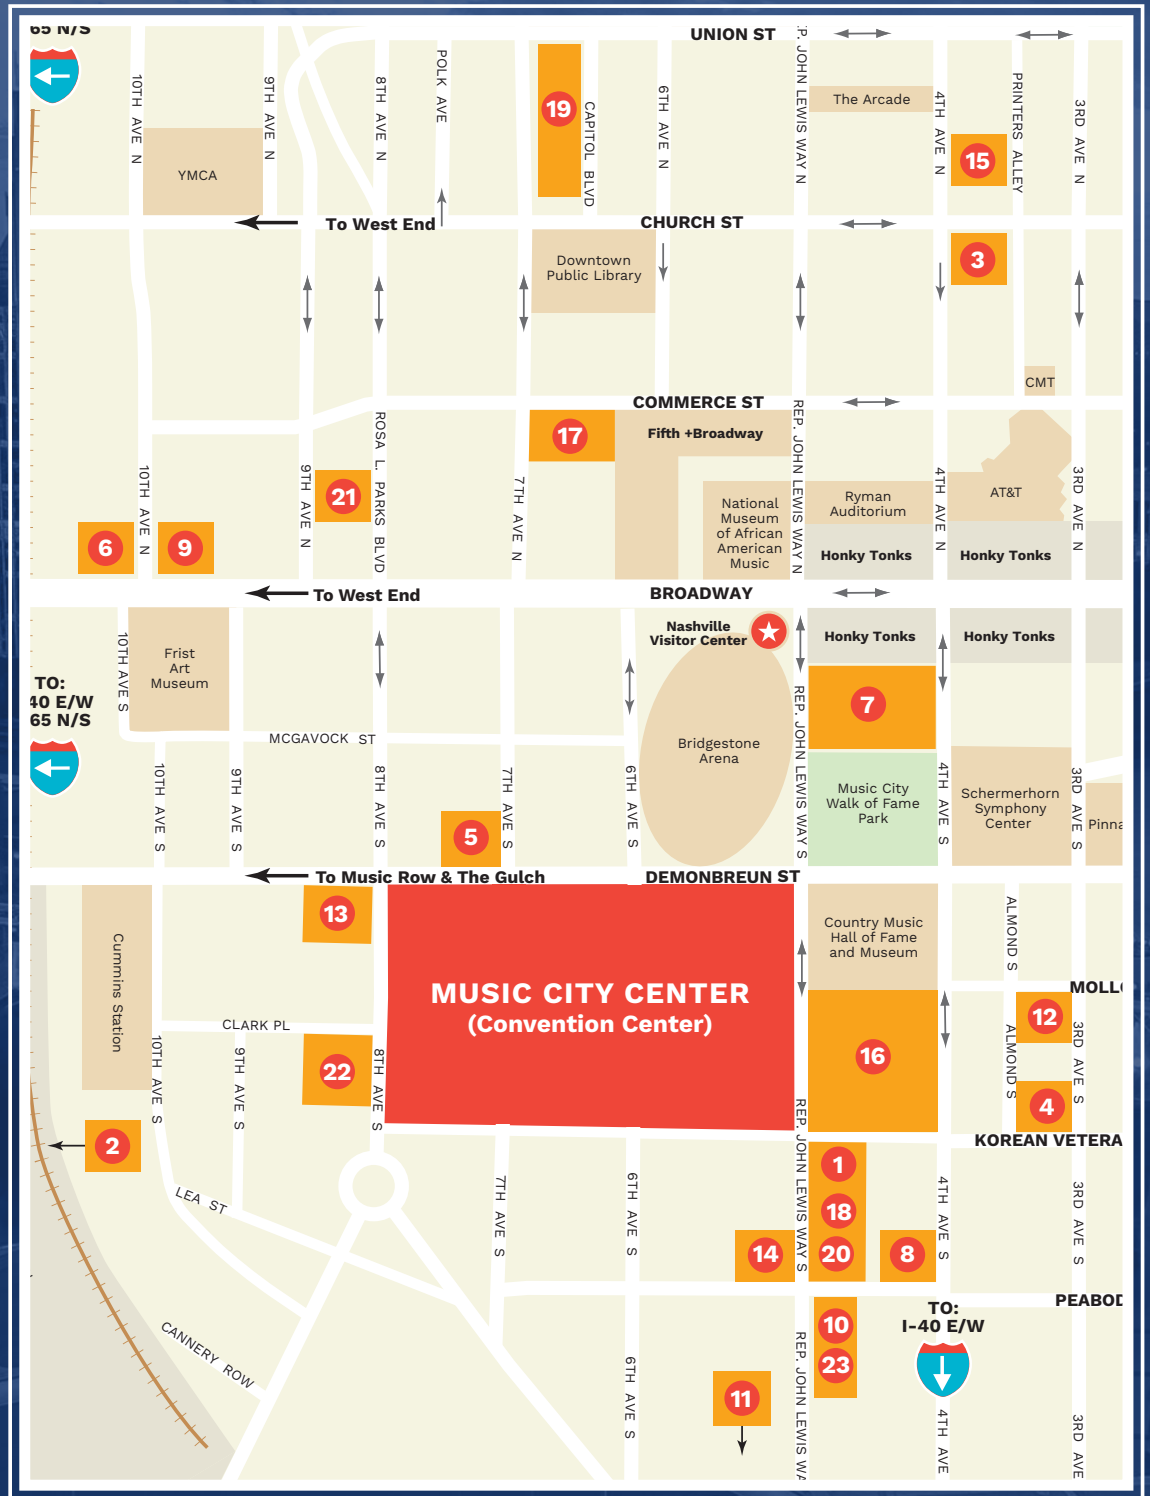 65 N/S
UNION ST
10TH AVE N
9TH AVE N
8TH AVE N
POLK AVE
19
CAPITOL BLVD
6TH AVE N
P. JOHN LEWIS WAY N
The Arcade
4TH AVE N
15
PRINTERS ALLEY
3RD AVE N
YMCA
To West End
CHURCH ST
Downtown
Public Library
3
CMT
COMMERCE ST
17
Fifth +Broadway
REP. JOHN LEWIS WAY N
ROSA L. PARKS BLVD
10TH AVE N
9TH AVE N
21
7TH AVE N
National
Museum
of African
American
Music
Ryman
Auditorium
4TH AVE N
AT&T
3RD AVE N
6
9
Honky Tonks
Honky Tonks
To West End
BROADWAY
10TH AVE S
Frist
Art
Museum
Nashville
Visitor Center
Honky Tonks
Honky Tonks
TO:
40 E/W
65 N/S
7
REP. JOHN LEWIS WAY S
MCGAVOCK ST
Bridgestone
Arena
10TH AVE S
9TH AVE S
8TH AVE S
7TH AVE S
6TH AVE S
Music City
Walk of Fame
Park
4TH AVE S
Schermerhorn
Symphony
Center
3RD AVE S
Pinna
5
To Music Row & The Gulch
DEMONBREUN ST
13
Cummins Station
MUSIC CITY CENTER
(Convention Center)
Country Music
Hall of Fame
and Museum
ALMOND S
MOLLO
12
CLARK PL
10TH AVE S
9TH AVE S
22
8TH AVE S
16
ALMOND S
3RD AVE S
4
2
REP. JOHN LEWIS WAY S
KOREAN VETERA
1
18
20
LEA ST
7TH AVE S
6TH AVE S
14
8
4TH AVE S
3RD AVE S
PEABOD
TO:
I-40 E/W
10
23
CANNERY ROW
6TH AVE S
11
REP. JOHN LEWIS WA
4TH AVE
3RD AVE